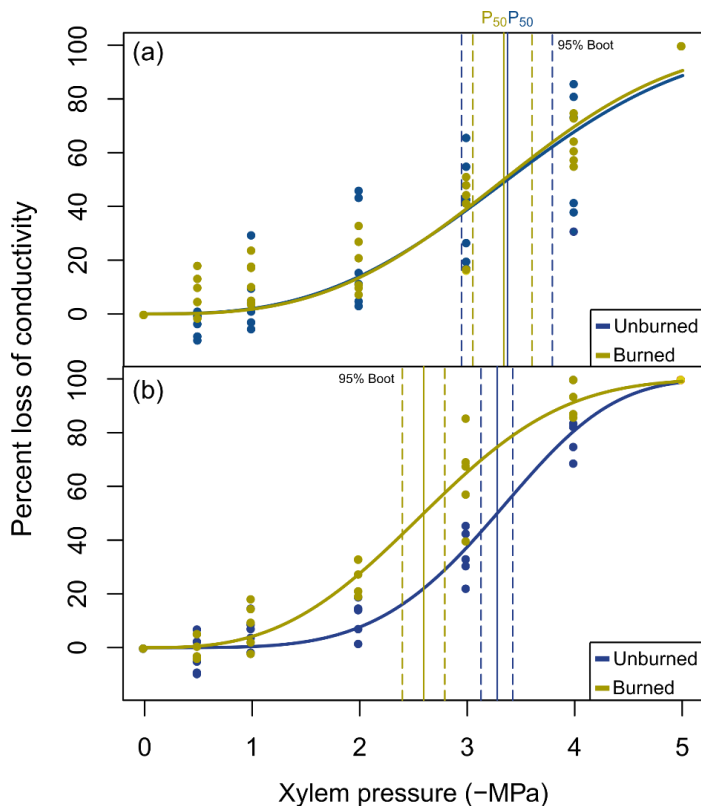 P50P50
(a)
95% Boot
100
80
60
40
20
0
Unburned
Burned
(b)
95% Boot
100
80
60
40
20
0
Unburned
Burned
0 1 2 3 4 5
Xylem pressure (−MPa)
Percent loss of conductivity